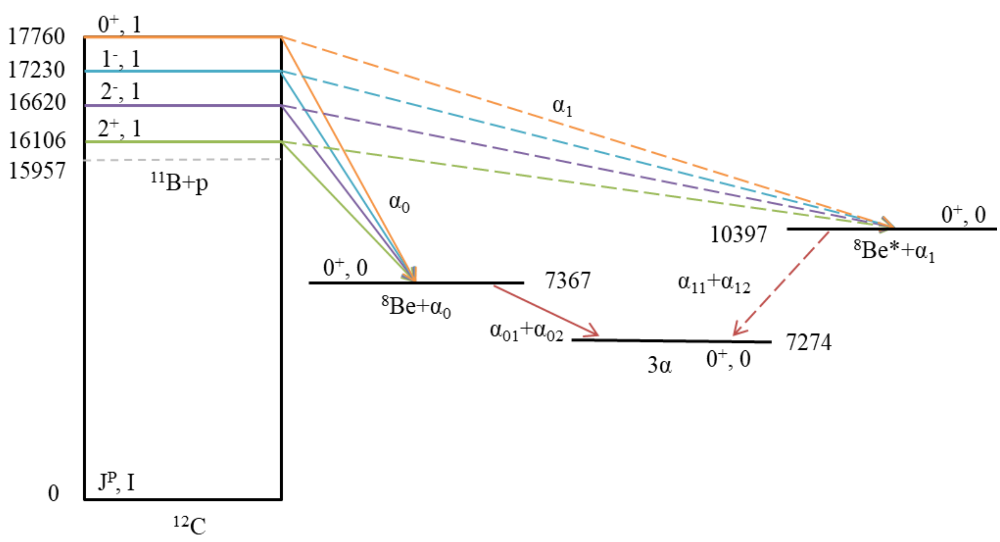 17760
0⁺, 1
17230
1⁻, 1
16620
2⁻, 1
16106
2⁺, 1
15957
¹¹B+p
α₁
α₀
0⁺, 0
10397
⁸Be*+α₁
0⁺, 0
7367
⁸Be+α₀
α₁₁+α₁₂
α₀₁+α₀₂
7274
3α
0⁺, 0
Jᴾ, I
0
¹²C